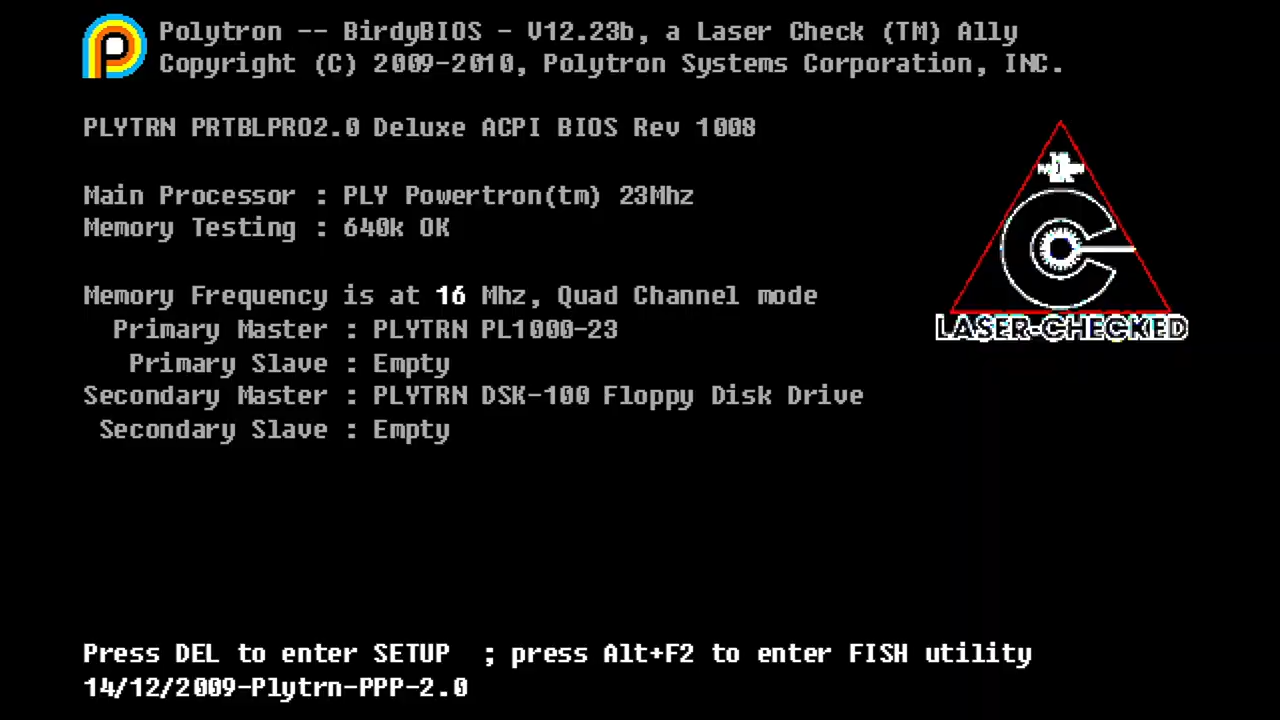 Polytron -- BirdyBIOS - V12.23b, a Laser Check (TM) Ally
Copyright (C) 2009-2010, Polytron Systems Corporation, INC.
PLYTRN PRTBLPRO2.0 Deluxe ACPI BIOS Rev 1008
Main Processor : PLY Powertron(tm) 23Mhz
Memory Testing : 640k OK
Memory Frequency is at 16 Mhz, Quad Channel mode
Primary Master : PLYTRN PL1000-23
Primary Slave : Empty
Secondary Master : PLYTRN DSK-100 Floppy Disk Drive
Secondary Slave : Empty
LASER-CHECKED
Press DEL to enter SETUP  ; press Alt+F2 to enter FISH utility
14/12/2009-Plytrn-PPP-2.0